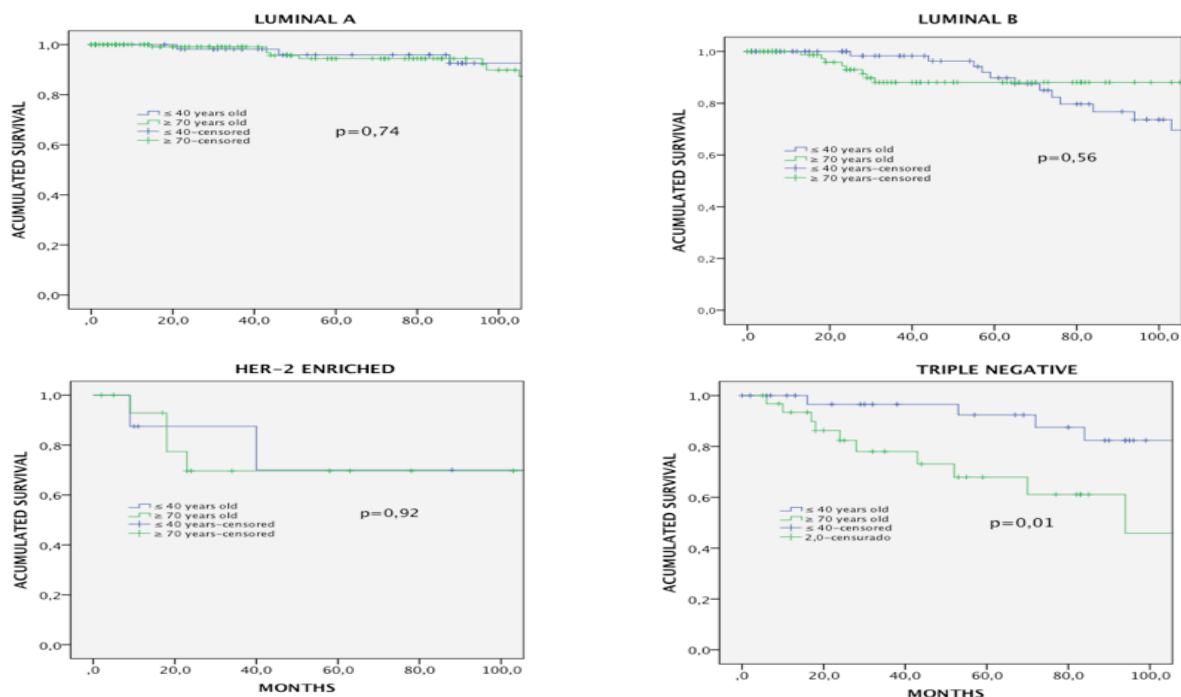 LUMINAL A
ACUMULATED SURVIVAL
1,0
0,8
0,6
0,4
0,2
0,0
≤ 40 years old
≥ 70 years old
≤ 40-censored
≥ 70-censored
p=0,74
,0 20,0 40,0 60,0 80,0 100,0
LUMINAL B
ACUMULATED SURVIVAL
1,0
0,8
0,6
0,4
0,2
0,0
≤ 40 years old
≥ 70 years old
≤ 40 years-censored
≥ 70 years-censored
p=0,56
,0 20,0 40,0 60,0 80,0 100,0
HER-2 ENRICHED
ACUMULATED SURVIVAL
1,0
0,8
0,6
0,4
0,2
0,0
≤ 40 years old
≥ 70 years old
≤ 40 years-censored
≥ 70 years-censored
p=0,92
,0 20,0 40,0 60,0 80,0 100,0
MONTHS
TRIPLE NEGATIVE
ACUMULATED SURVIVAL
1,0
0,8
0,6
0,4
0,2
0,0
≤ 40 years old
≥ 70 years old
≤ 40-censored
2,0-censurado
p=0,01
,0 20,0 40,0 60,0 80,0 100,0
MONTHS